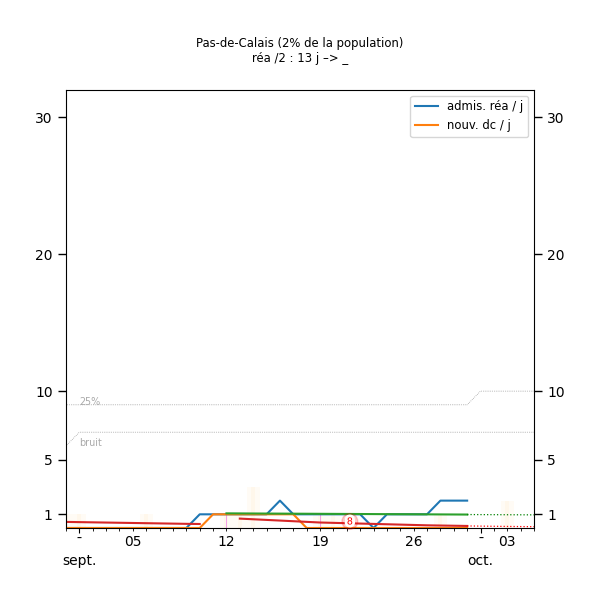 Pas-de-Calais (2% de la population)
réa /2 : 13 j –> _
admis. réa / j
nouv. dc / j
30 30
20 20
10 10
25%
bruit
5 5
1 1
8
- 05 12 19 26 - 03
sept. oct.